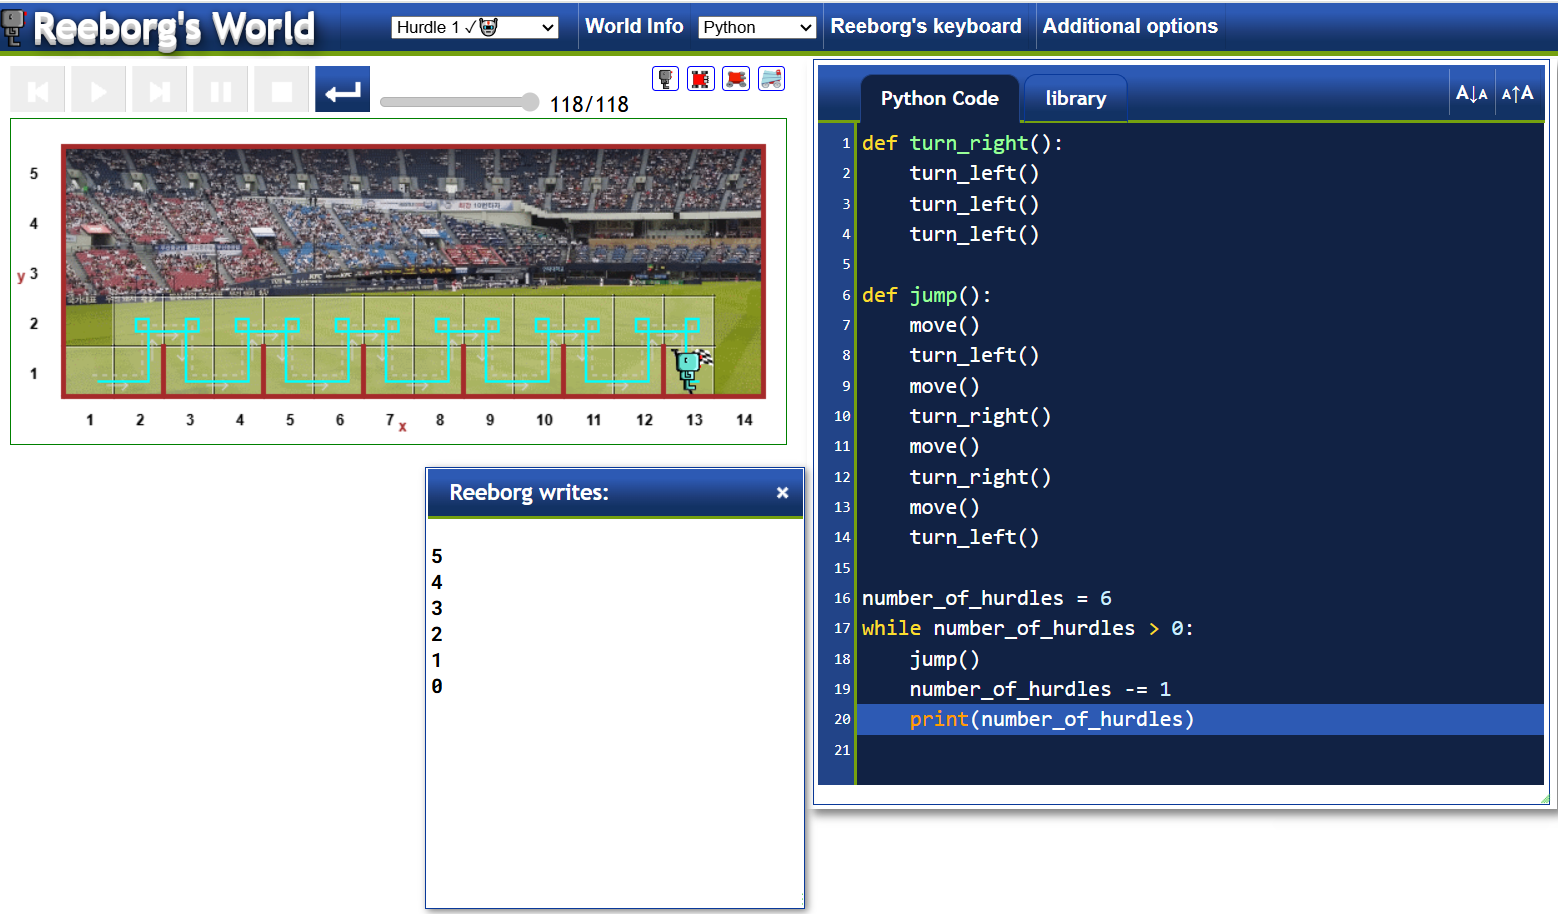 Reeborg's World
Hurdle 1 ✓
World Info
Python
Reeborg's keyboard
Additional options
118/118
5
4
y 3
2
1
1 2 3 4 5 6 7 8 9 10 11 12 13 14
x
Reeborg writes: ×
5
4
3
2
1
0
Python Code
library
A↓A A↑A
1 def turn_right():
2     turn_left()
3     turn_left()
4     turn_left()
5
6 def jump():
7     move()
8     turn_left()
9     move()
10     turn_right()
11     move()
12     turn_right()
13     move()
14     turn_left()
15
16 number_of_hurdles = 6
17 while number_of_hurdles > 0:
18     jump()
19     number_of_hurdles -= 1
20     print(number_of_hurdles)
21